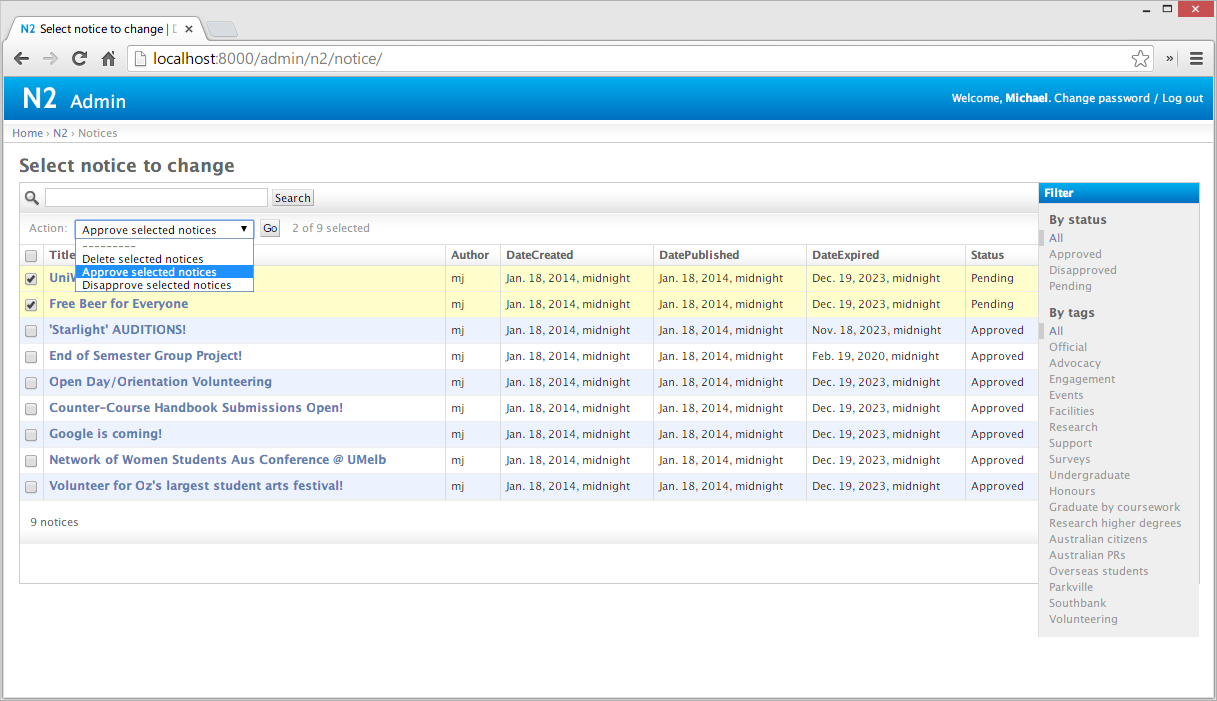 N2 Select notice to change |
localhost:8000/admin/n2/notice/
N2 Admin
Welcome, Michael. Change password / Log out
Home › N2 › Notices
Select notice to change
Search
Action: Approve selected notices Go 2 of 9 selected
---------
Delete selected notices
Approve selected notices
Disapprove selected notices
Title Author DateCreated DatePublished DateExpired Status
mj Jan. 18, 2014, midnight Jan. 18, 2014, midnight Dec. 19, 2023, midnight Pending
Free Beer for Everyone mj Jan. 18, 2014, midnight Jan. 18, 2014, midnight Dec. 19, 2023, midnight Pending
'Starlight' AUDITIONS! mj Jan. 18, 2014, midnight Jan. 18, 2014, midnight Nov. 18, 2023, midnight Approved
End of Semester Group Project! mj Jan. 18, 2014, midnight Jan. 18, 2014, midnight Feb. 19, 2020, midnight Approved
Open Day/Orientation Volunteering mj Jan. 18, 2014, midnight Jan. 18, 2014, midnight Dec. 19, 2023, midnight Approved
Counter-Course Handbook Submissions Open! mj Jan. 18, 2014, midnight Jan. 18, 2014, midnight Dec. 19, 2023, midnight Approved
Google is coming! mj Jan. 18, 2014, midnight Jan. 18, 2014, midnight Dec. 19, 2023, midnight Approved
Network of Women Students Aus Conference @ UMelb mj Jan. 18, 2014, midnight Jan. 18, 2014, midnight Dec. 19, 2023, midnight Approved
Volunteer for Oz's largest student arts festival! mj Jan. 18, 2014, midnight Jan. 18, 2014, midnight Dec. 19, 2023, midnight Approved
9 notices
Filter
By status
All
Approved
Disapproved
Pending
By tags
All
Official
Advocacy
Engagement
Events
Facilities
Research
Support
Surveys
Undergraduate
Honours
Graduate by coursework
Research higher degrees
Australian citizens
Australian PRs
Overseas students
Parkville
Southbank
Volunteering